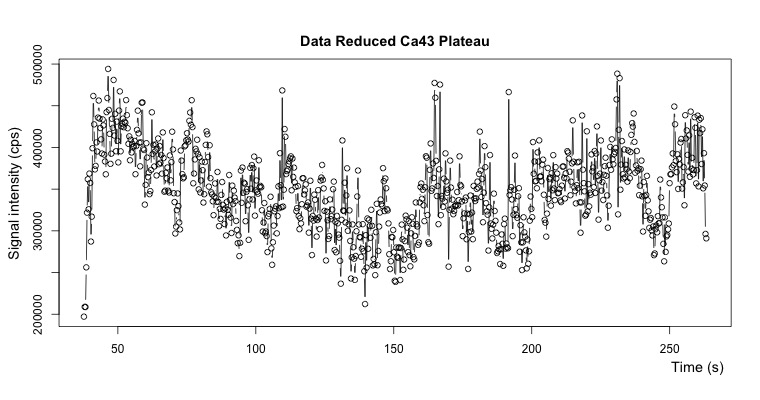 Data Reduced Ca43 Plateau
Signal intensity (cps)
500000
400000
300000
200000
50 100 150 200 250
Time (s)